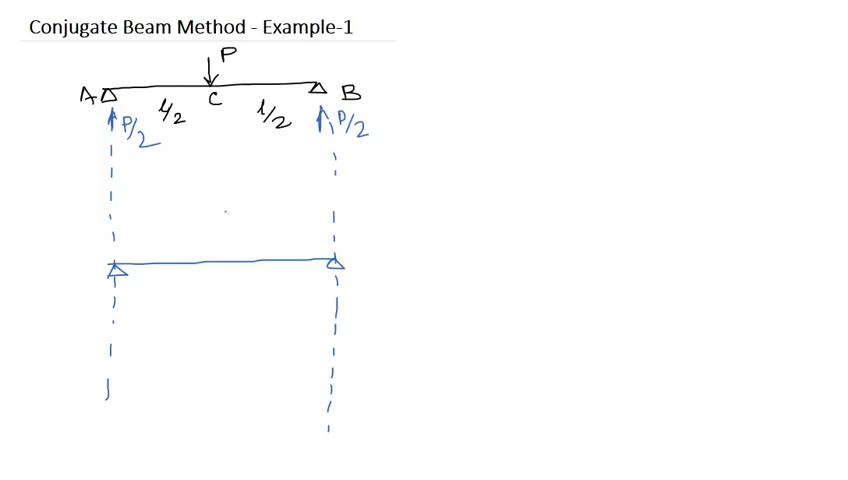 Conjugate Beam Method - Example-1
P
A C B
L/2 L/2
P/2 P/2